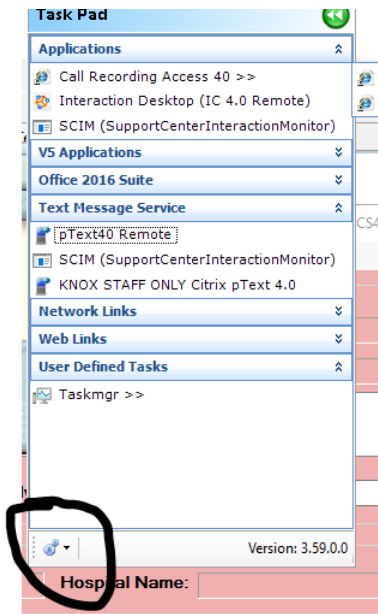 Task Pad
Applications
Call Recording Access 40 >>
Interaction Desktop (IC 4.0 Remote)
SCIM (SupportCenterInteractionMonitor)
V5 Applications
Office 2016 Suite
Text Message Service
CS4
pText40 Remote
SCIM (SupportCenterInteractionMonitor)
KNOX STAFF ONLY Citrix pText 4.0
Network Links
Web Links
User Defined Tasks
Taskmgr >>
Version: 3.59.0.0
Hospital Name: